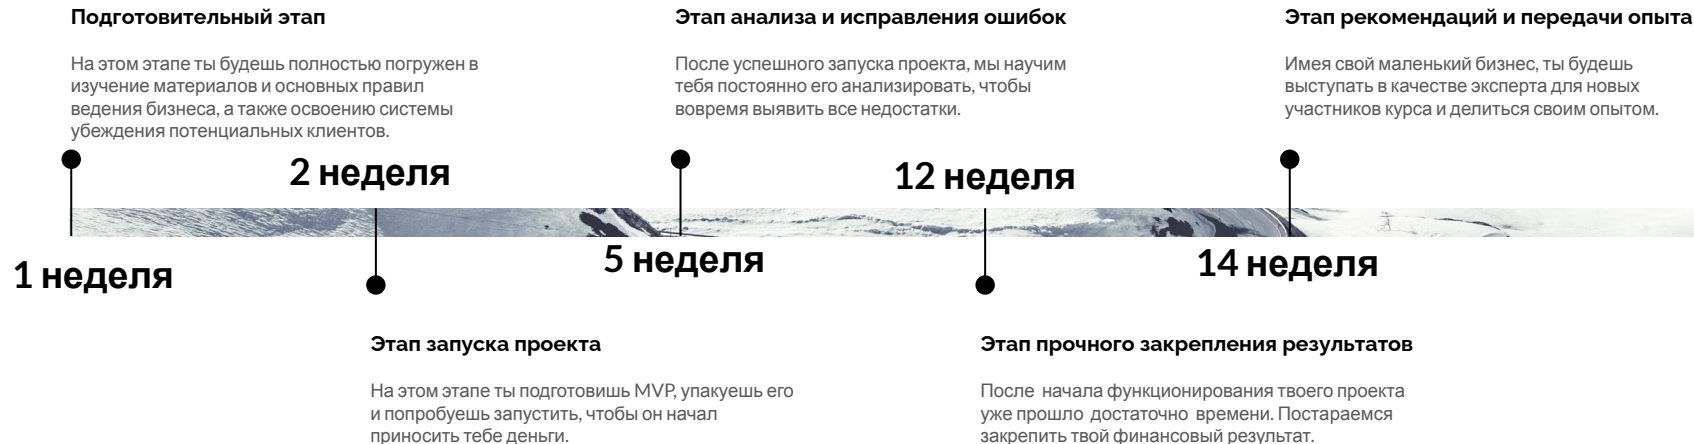 Подготовительный этап
На этом этапе ты будешь полностью погружен в
изучение материалов и основных правил
ведения бизнеса, а также освоению системы
убеждения потенциальных клиентов.
Этап анализа и исправления ошибок
После успешного запуска проекта, мы научим
тебя постоянно его анализировать, чтобы
вовремя выявить все недостатки.
Этап рекомендаций и передачи опыта
Имея свой маленький бизнес, ты будешь
выступать в качестве эксперта для новых
участников курса и делиться своим опытом.
2 неделя
12 неделя
1 неделя
5 неделя
14 неделя
Этап запуска проекта
На этом этапе ты подготовишь MVP, упакуешь его
и попробуешь запустить, чтобы он начал
приносить тебе деньги.
Этап прочного закрепления результатов
После начала функционирования твоего проекта
уже прошло достаточно времени. Постараемся
закрепить твой финансовый результат.